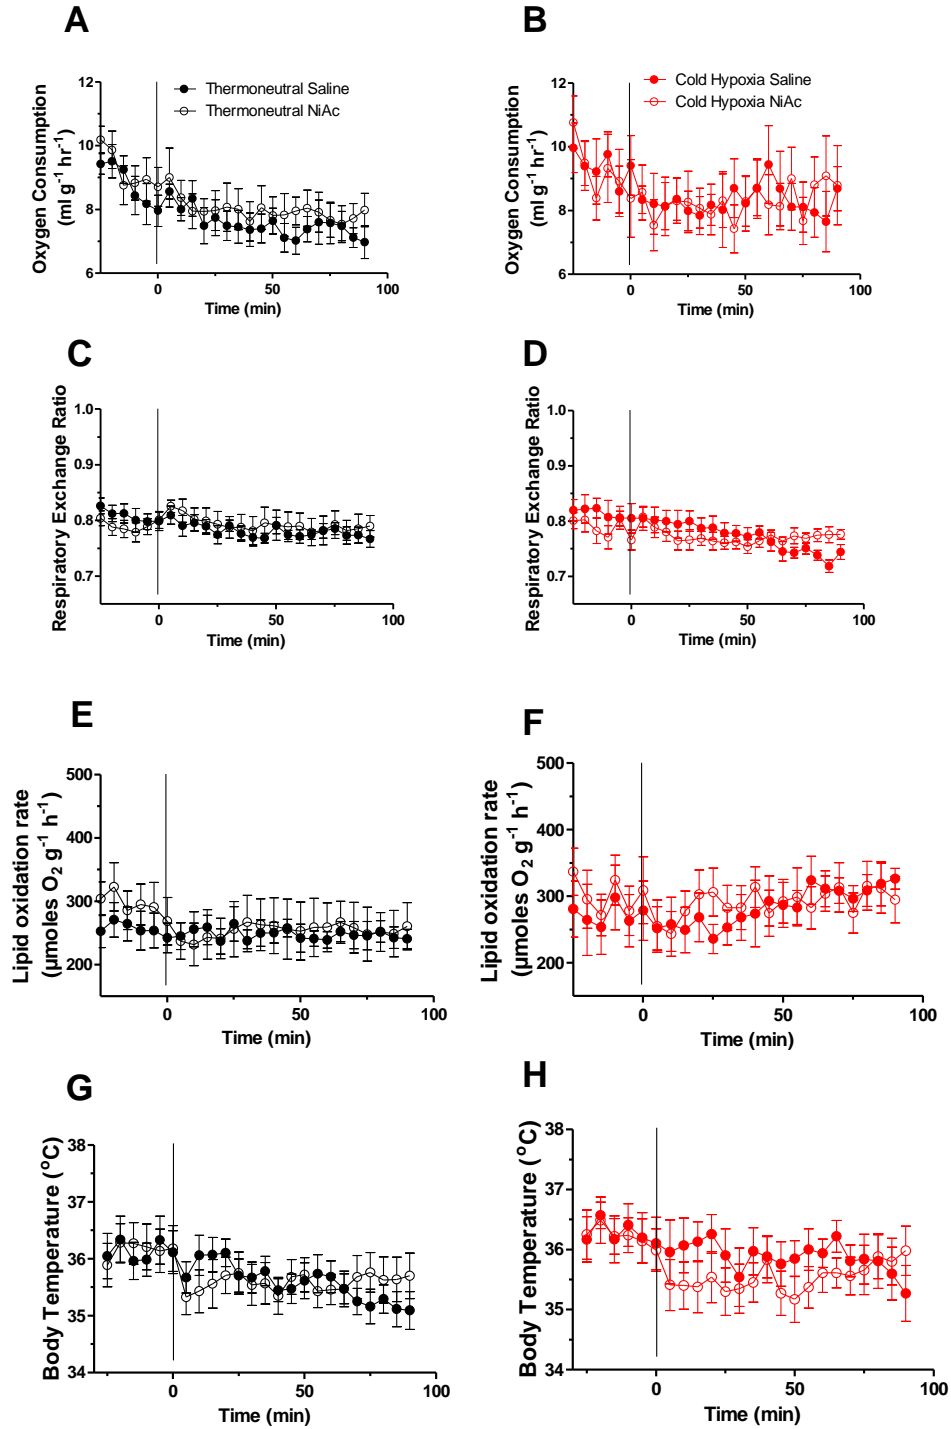 A
B
12
10
8
6
Oxygen Consumption
(ml g-1 hr-1)
Thermoneutral Saline
Thermoneutral NiAc
0
50
100
Time (min)
12
10
8
6
Oxygen Consumption
(ml g-1 hr-1)
Cold Hypoxia Saline
Cold Hypoxia NiAc
0
50
100
Time (min)
C
D
1.0
0.9
0.8
0.7
Respiratory Exchange Ratio
0
50
100
Time (min)
1.0
0.9
0.8
0.7
Respiratory Exchange Ratio
0
50
100
Time (min)
E
F
500
400
300
200
Lipid oxidation rate
(µmoles O2 g-1 h-1)
0
50
100
Time (min)
500
400
300
200
Lipid oxidation rate
(µmoles O2 g-1 h-1)
0
50
100
Time (min)
G
H
38
37
36
35
34
Body Temperature (oC)
0
50
100
Time (min)
38
37
36
35
34
Body Temperature (oC)
0
50
100
Time (min)